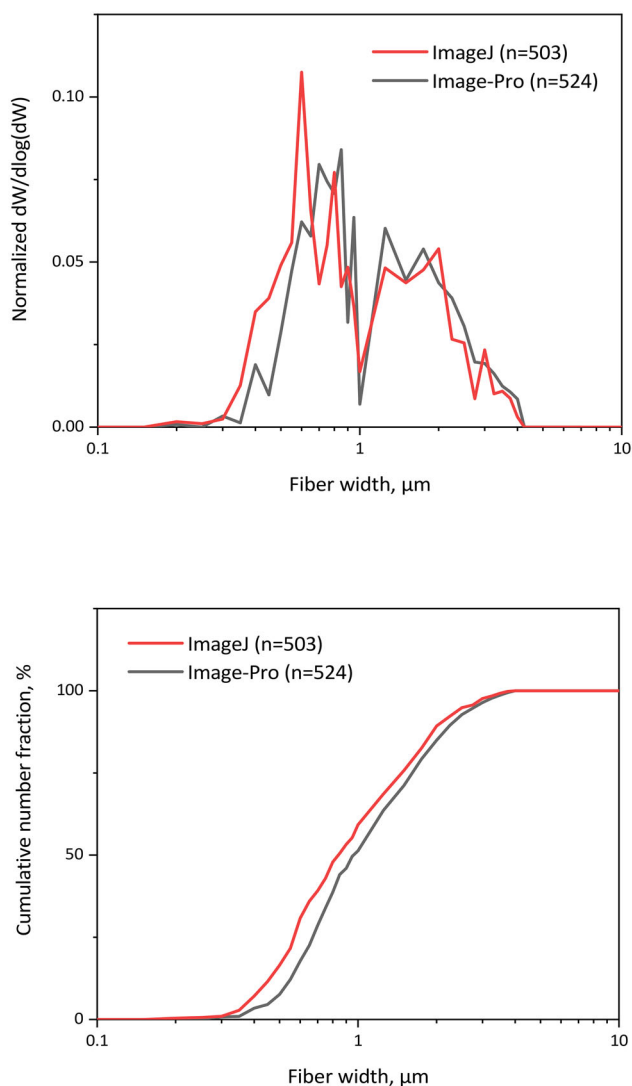 ImageJ (n=503)
Image-Pro (n=524)
0.10
0.05
0.00
Normalized dW/dlog(dW)
0.1
1
10
Fiber width, µm
ImageJ (n=503)
Image-Pro (n=524)
100
50
0
Cumulative number fraction, %
0.1
1
10
Fiber width, µm